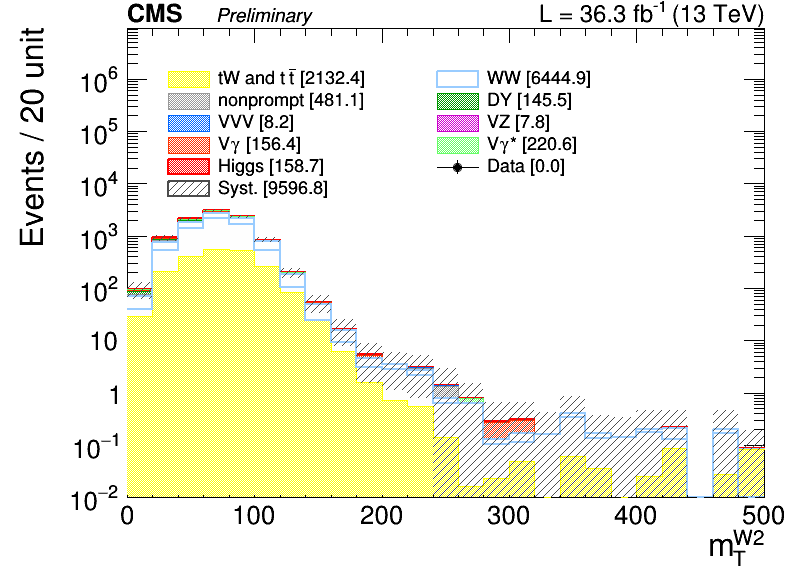 CMS Preliminary L = 36.3 fb⁻¹ (13 TeV)
Events / 20 unit
tW and t t̄ [2132.4]
nonprompt [481.1]
VVV [8.2]
Vγ [156.4]
Higgs [158.7]
Syst. [9596.8]
WW [6444.9]
DY [145.5]
VZ [7.8]
Vγ* [220.6]
Data [0.0]
10⁶
10⁵
10⁴
10³
10²
10
1
10⁻¹
10⁻²
0 100 200 300 400 500
m_T^W2